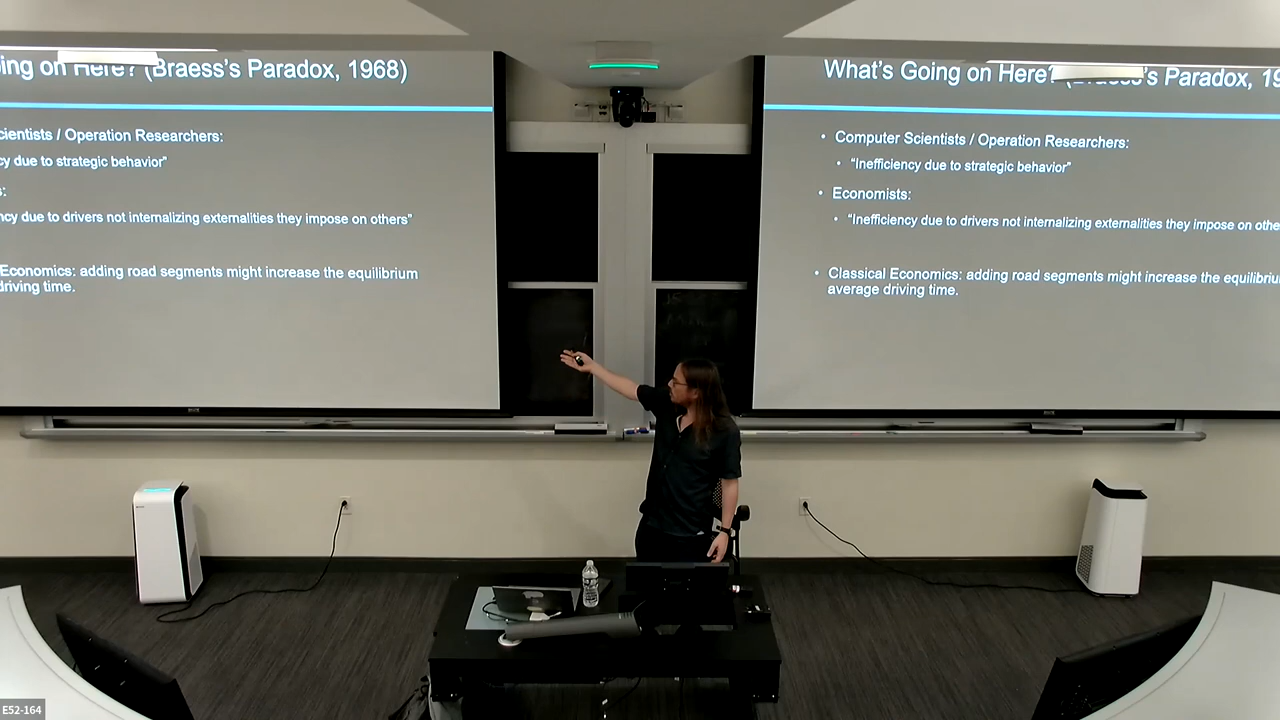 ing on Here? (Braess's Paradox, 1968)
cientists / Operation Researchers:
cy due to strategic behavior"
s:
ncy due to drivers not internalizing externalities they impose on others"
Economics: adding road segments might increase the equilibrium
driving time.
What's Going on Here? (Braess's Paradox, 19
• Computer Scientists / Operation Researchers:
• "Inefficiency due to strategic behavior"
• Economists:
• "Inefficiency due to drivers not internalizing externalities they impose on othe
• Classical Economics: adding road segments might increase the equilibriu
average driving time.
E52-164